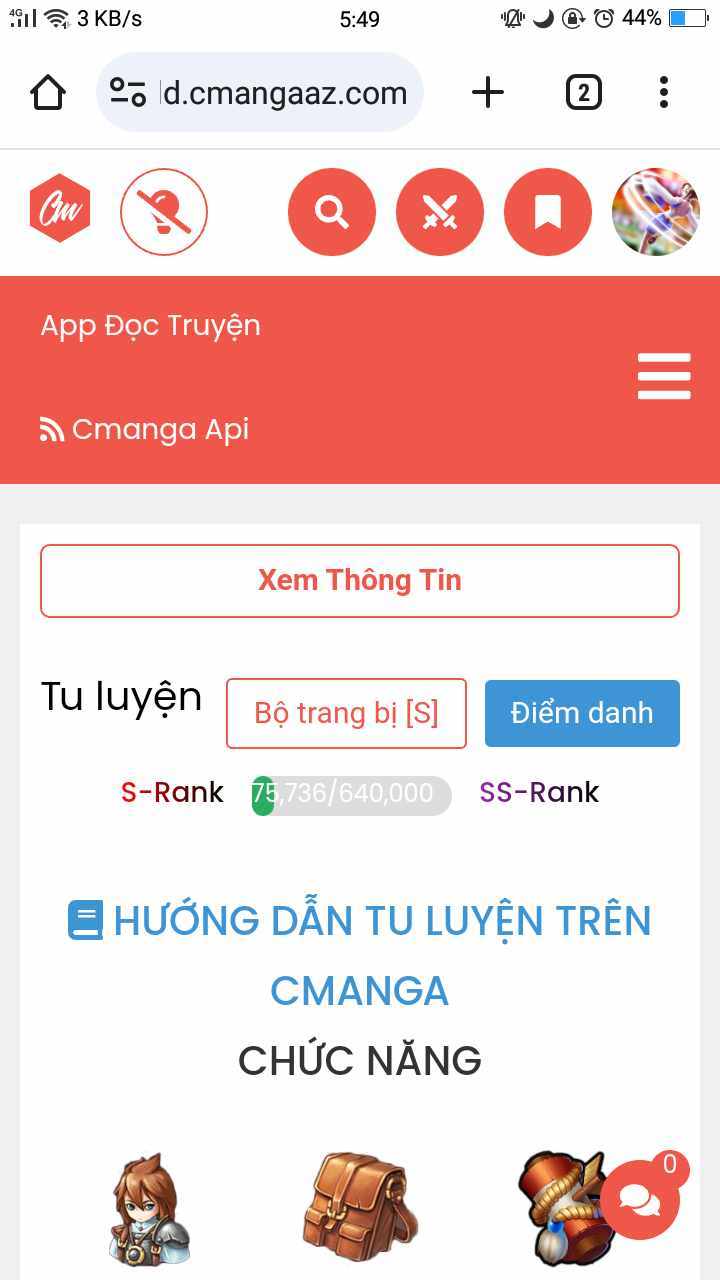 4G 3 KB/s 5:49 44%
d.cmangaaz.com 2
Cm
App Đọc Truyện
Cmanga Api
Xem Thông Tin
Tu luyện Bộ trang bị [S] Điểm danh
S-Rank 75,736/640,000 SS-Rank
HƯỚNG DẪN TU LUYỆN TRÊN
CMANGA
CHỨC NĂNG
0